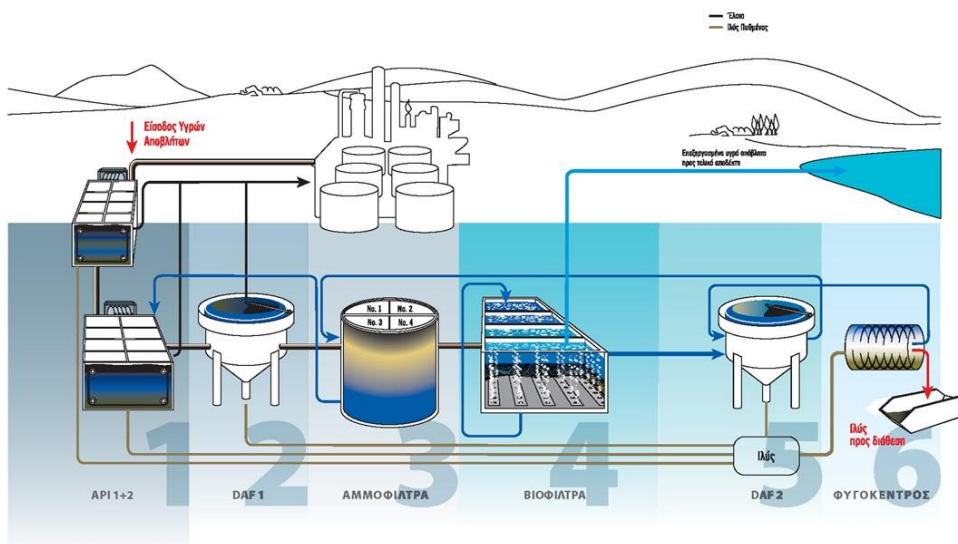 Έλαια
Ιλύς Πυθμένος
Είσοδος Υγρών
Αποβλήτων
Επεξεργασμένα υγρά απόβλητα
προς τελικό αποδέκτη
No. 1 No. 2
No. 3 No. 4
Ιλύς
Ιλύς
προς διάθεση
1 2 3 4 5 6
API 1+2 DAF 1 ΑΜΜΟΦΙΛΤΡΑ ΒΙΟΦΙΛΤΡΑ DAF 2 ΦΥΓΟΚΕΝΤΡΟΣ